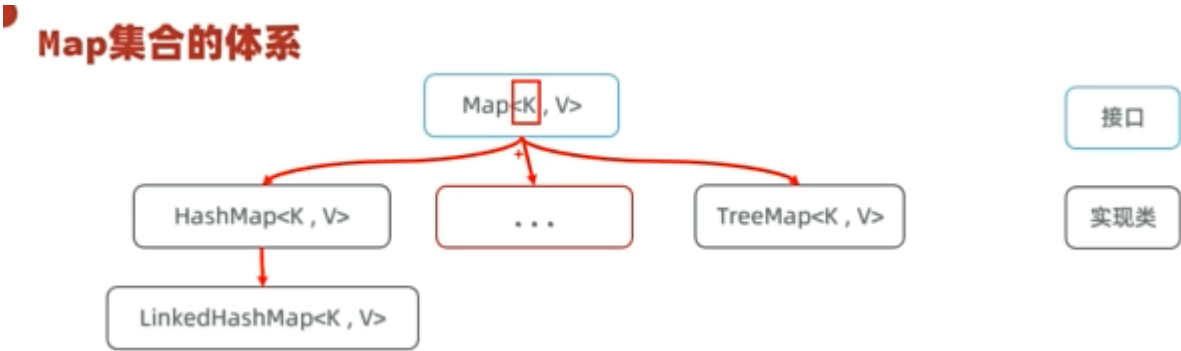 Map集合的体系
Map<K , V>
接口
HashMap<K , V>
...
TreeMap<K , V>
实现类
LinkedHashMap<K , V>